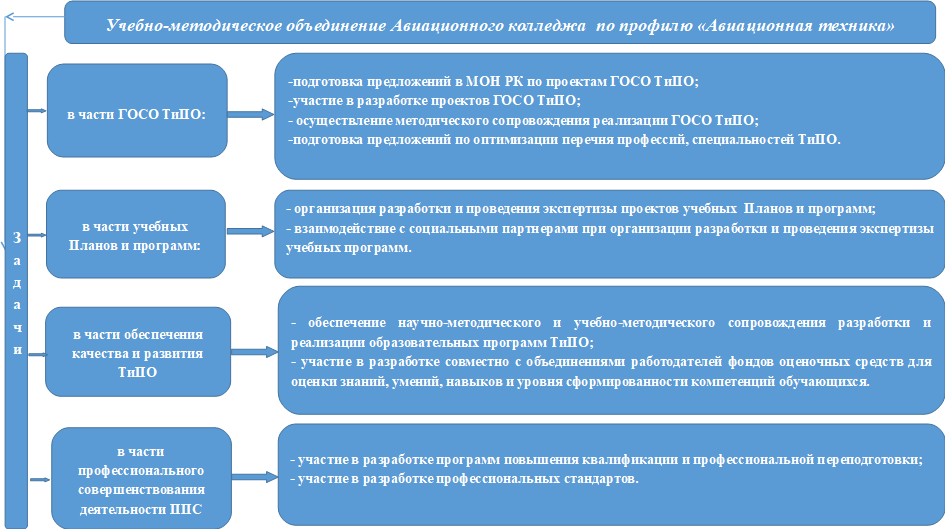 Учебно-методическое объединение Авиационного колледжа по профилю «Авиационная техника»
Задачи
в части ГОСО ТиПО:
-подготовка предложений в МОН РК по проектам ГОСО ТиПО;
-участие в разработке проектов ГОСО ТиПО;
- осуществление методического сопровождения реализации ГОСО ТиПО;
-подготовка предложений по оптимизации перечня профессий, специальностей ТиПО.
в части учебных
Планов и программ:
- организация разработки и проведения экспертизы проектов учебных Планов и программ;
- взаимодействие с социальными партнерами при организации разработки и проведения экспертизы
учебных программ.
в части обеспечения
качества и развития
ТиПО
- обеспечение научно-методического и учебно-методического сопровождения разработки и
реализации образовательных программ ТиПО;
- участие в разработке совместно с объединениями работодателей фондов оценочных средств для
оценки знаний, умений, навыков и уровня сформированности компетенций обучающихся.
в части
профессионального
совершенствования
деятельности ППС
- участие в разработке программ повышения квалификации и профессиональной переподготовки;
- участие в разработке профессиональных стандартов.